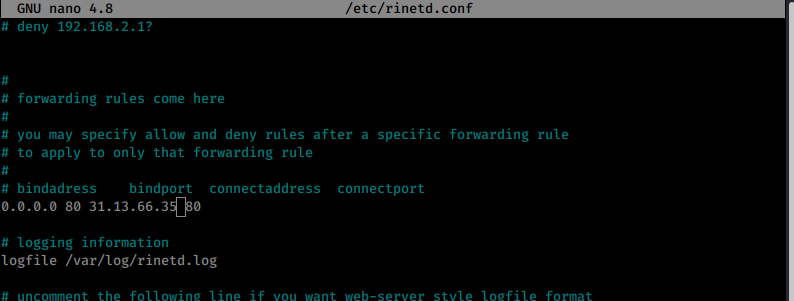 GNU nano 4.8 /etc/rinetd.conf
# deny 192.168.2.1?
#
# forwarding rules come here
#
# you may specify allow and deny rules after a specific forwarding rule
# to apply to only that forwarding rule
#
# bindadress    bindport  connectaddress  connectport
0.0.0.0 80 31.13.66.35 80
# logging information
logfile /var/log/rinetd.log
# uncomment the following line if you want web-server style logfile format